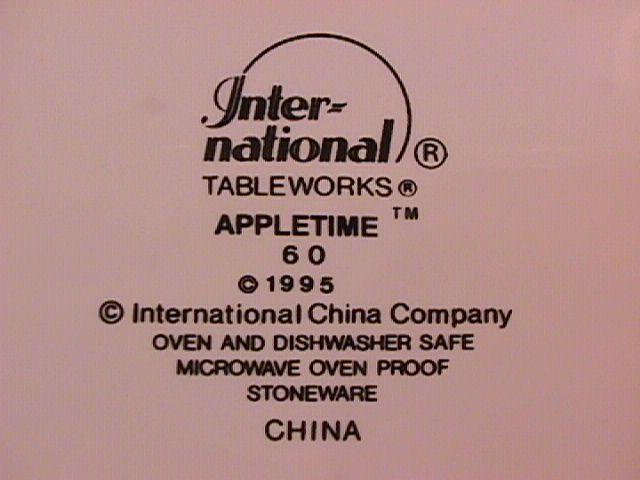 Inter-
national ®
TABLEWORKS ®
APPLETIME ™
60
© 1995
© International China Company
OVEN AND DISHWASHER SAFE
MICROWAVE OVEN PROOF
STONEWARE
CHINA